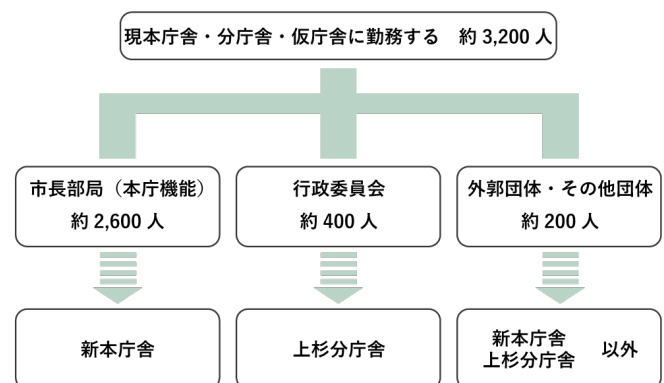 現本庁舎・分庁舎・仮庁舎に勤務する　約 3,200 人
市長部局（本庁機能）
約 2,600 人
行政委員会
約 400 人
外郭団体・その他団体
約 200 人
新本庁舎
上杉分庁舎
新本庁舎
上杉分庁舎　以外